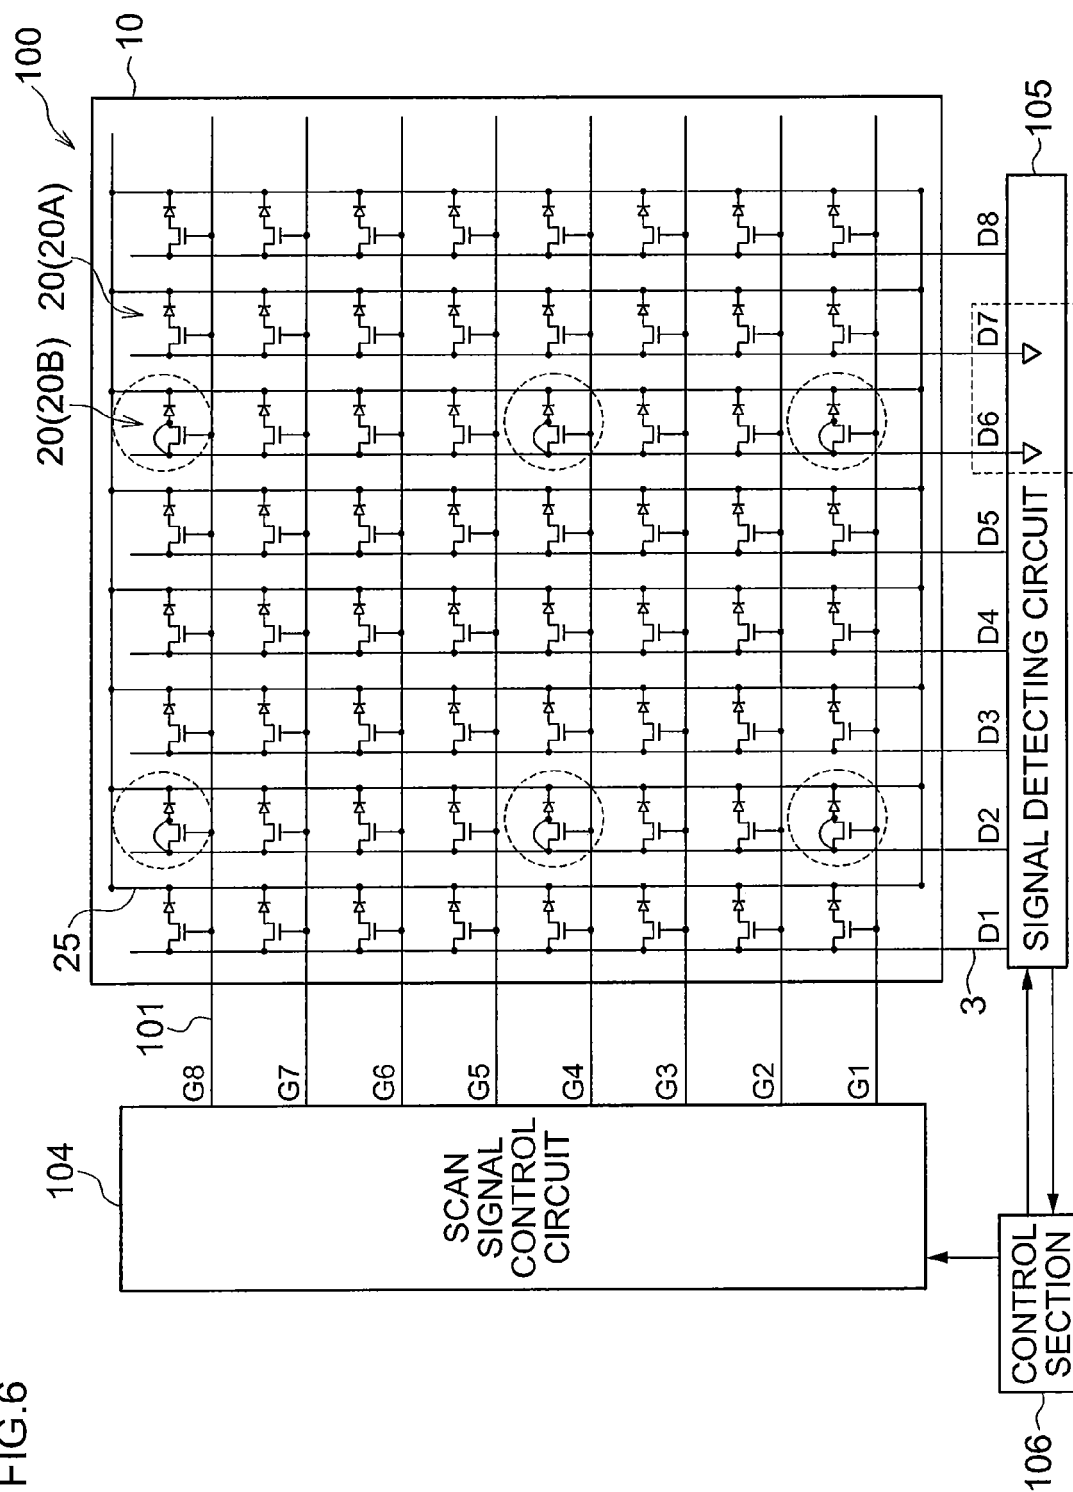 FIG.6
100
10
20(20A)
20(20B)
25
101
104
G8
G7
G6
G5
G4
G3
G2
G1
SCAN
SIGNAL
CONTROL
CIRCUIT
3
D1
D2
D3
D4
D5
D6
D7
D8
SIGNAL DETECTING CIRCUIT
105
CONTROL
SECTION
106